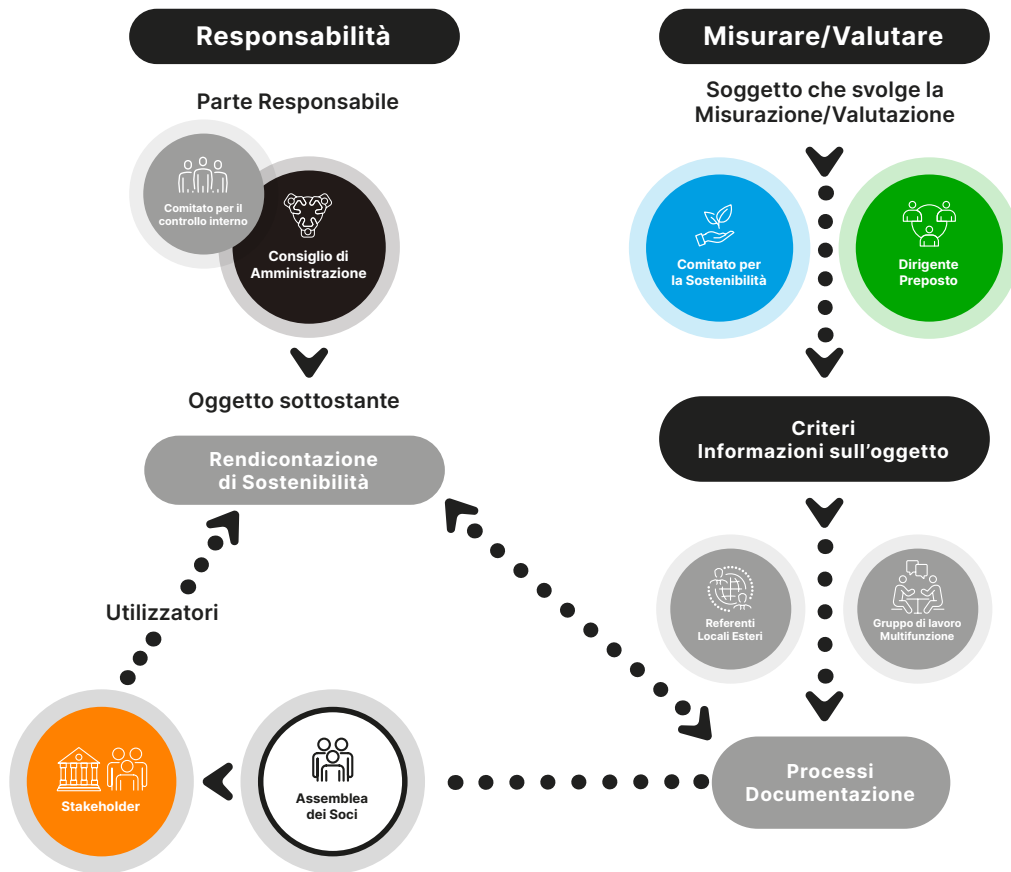 Responsabilità
Parte Responsabile
Comitato per il
controllo interno
Consiglio di
Amministrazione
Oggetto sottostante
Rendicontazione
di Sostenibilità
Utilizzatori
Stakeholder
Assemblea
dei Soci
Misurare/Valutare
Soggetto che svolge la
Misurazione/Valutazione
Comitato per
la Sostenibilità
Dirigente
Preposto
Criteri
Informazioni sull’oggetto
Referenti
Locali Esteri
Gruppo di lavoro
Multifunzione
Processi
Documentazione